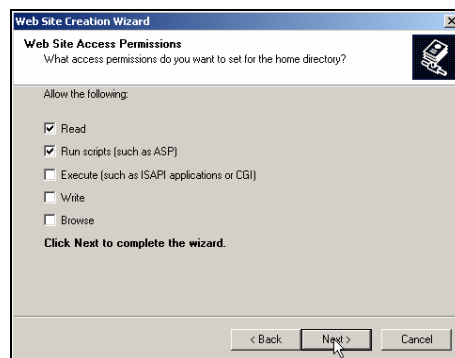 Web Site Creation Wizard
Web Site Access Permissions
What access permissions do you want to set for the home directory?
Allow the following:
Read
Run scripts (such as ASP)
Execute (such as ISAPI applications or CGI)
Write
Browse
Click Next to complete the wizard.
< Back Next > Cancel